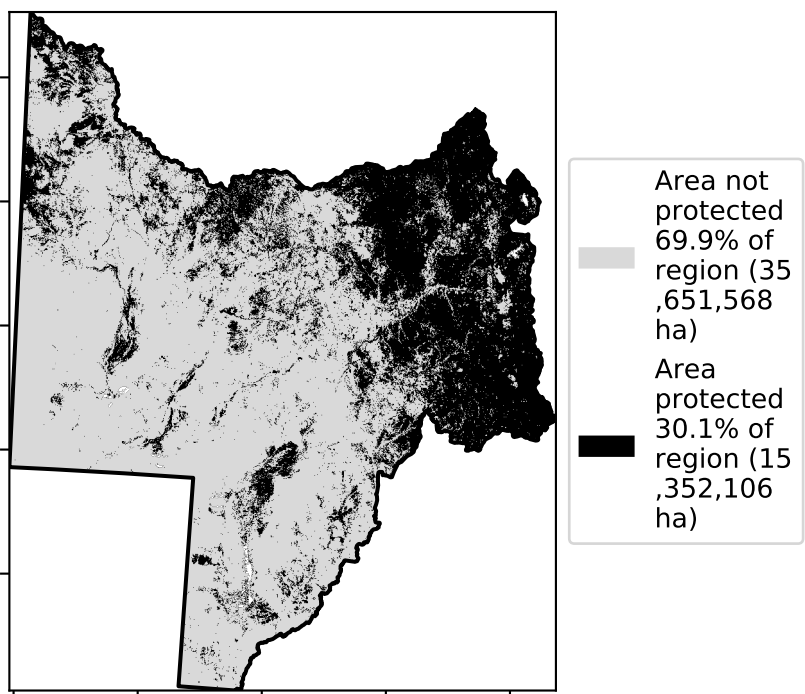 Area not
protected
69.9% of
region (35
,651,568
ha)
Area
protected
30.1% of
region (15
,352,106
ha)